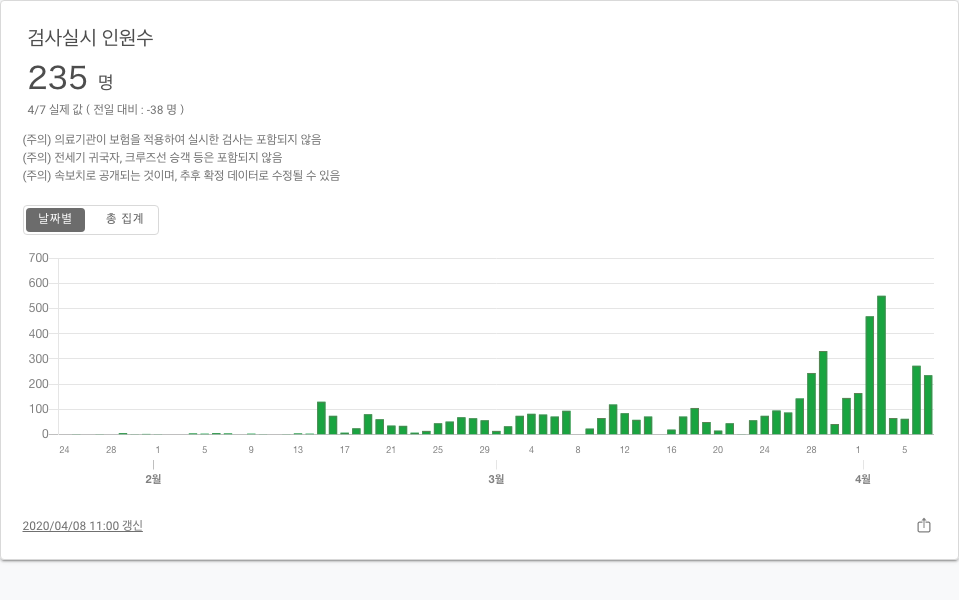 검사실시 인원수
235 명
4/7 실제 값 ( 전일 대비 : -38 명 )
(주의) 의료기관이 보험을 적용하여 실시한 검사는 포함되지 않음
(주의) 전세기 귀국자, 크루즈선 승객 등은 포함되지 않음
(주의) 속보치로 공개되는 것이며, 추후 확정 데이터로 수정될 수 있음
날짜별 총 집계
700
600
500
400
300
200
100
0
24 28 1 5 9 13 17 21 25 29 4 8 12 16 20 24 28 1 5
2월 3월 4월
2020/04/08 11:00 갱신